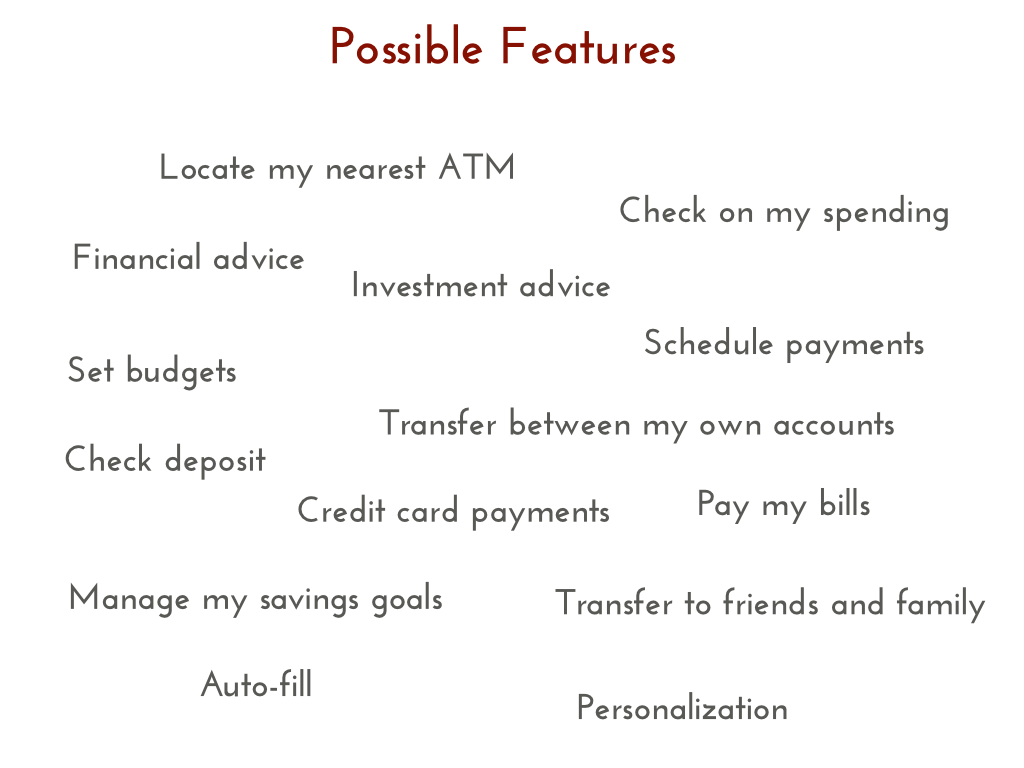 Possible Features
Locate my nearest ATM
Check on my spending
Financial advice
Investment advice
Schedule payments
Set budgets
Transfer between my own accounts
Check deposit
Credit card payments
Pay my bills
Manage my savings goals
Transfer to friends and family
Auto-fill
Personalization